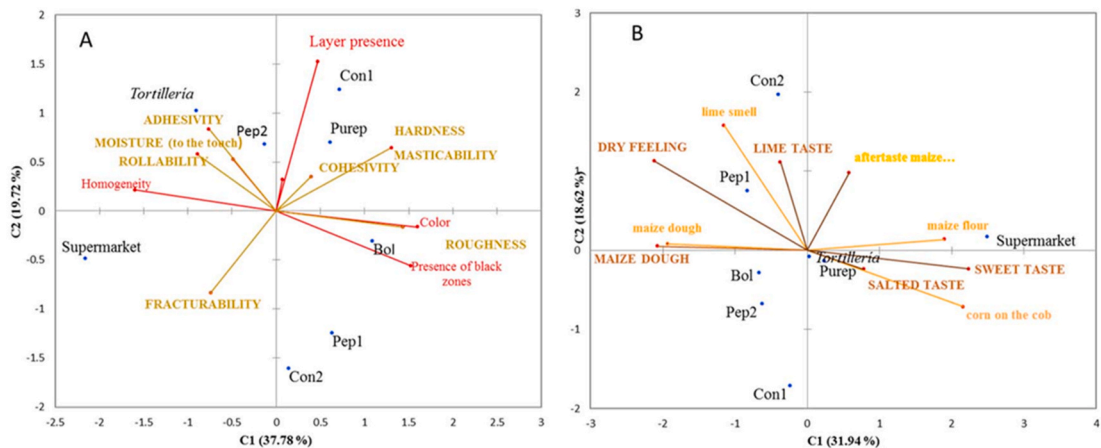 A
2
1.5
1
0.5
0
-0.5
-1
-1.5
-2
C2 (19.72 %)
Layer presence
Con1
Tortillería
ADHESIVITY
Pep2
Purep
HARDNESS
MOISTURE (to the touch)
MASTICABILITY
ROLLABILITY
COHESIVITY
Homogeneity
Color
Supermarket
Bol
ROUGHNESS
Presence of black
zones
FRACTURABILITY
Pep1
Con2
-2.5 -2 -1.5 -1 -0.5 0 0.5 1 1.5 2 2.5 3
C1 (37.78 %)
B
3
2
1
0
-1
-2
C2 (18.62 %)
Con2
lime smell
DRY FEELING
LIME TASTE
aftertaste maize...
Pep1
maize dough
maize flour
Supermarket
MAIZE DOUGH
Tortillería
Purep
SWEET TASTE
Bol
SALTED TASTE
Pep2
corn on the cob
Con1
-3 -2 -1 0 1 2 3 4
C1 (31.94 %)